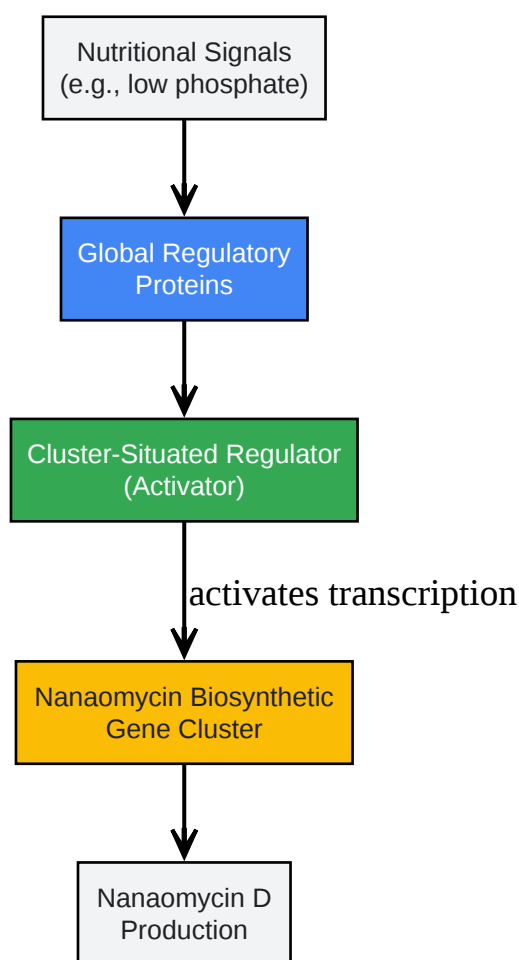 Nutritional Signals
(e.g., low phosphate)
Global Regulatory
Proteins
Cluster-Situated Regulator
(Activator)
activates transcription
Nanaomycin Biosynthetic
Gene Cluster
Nanaomycin D
Production